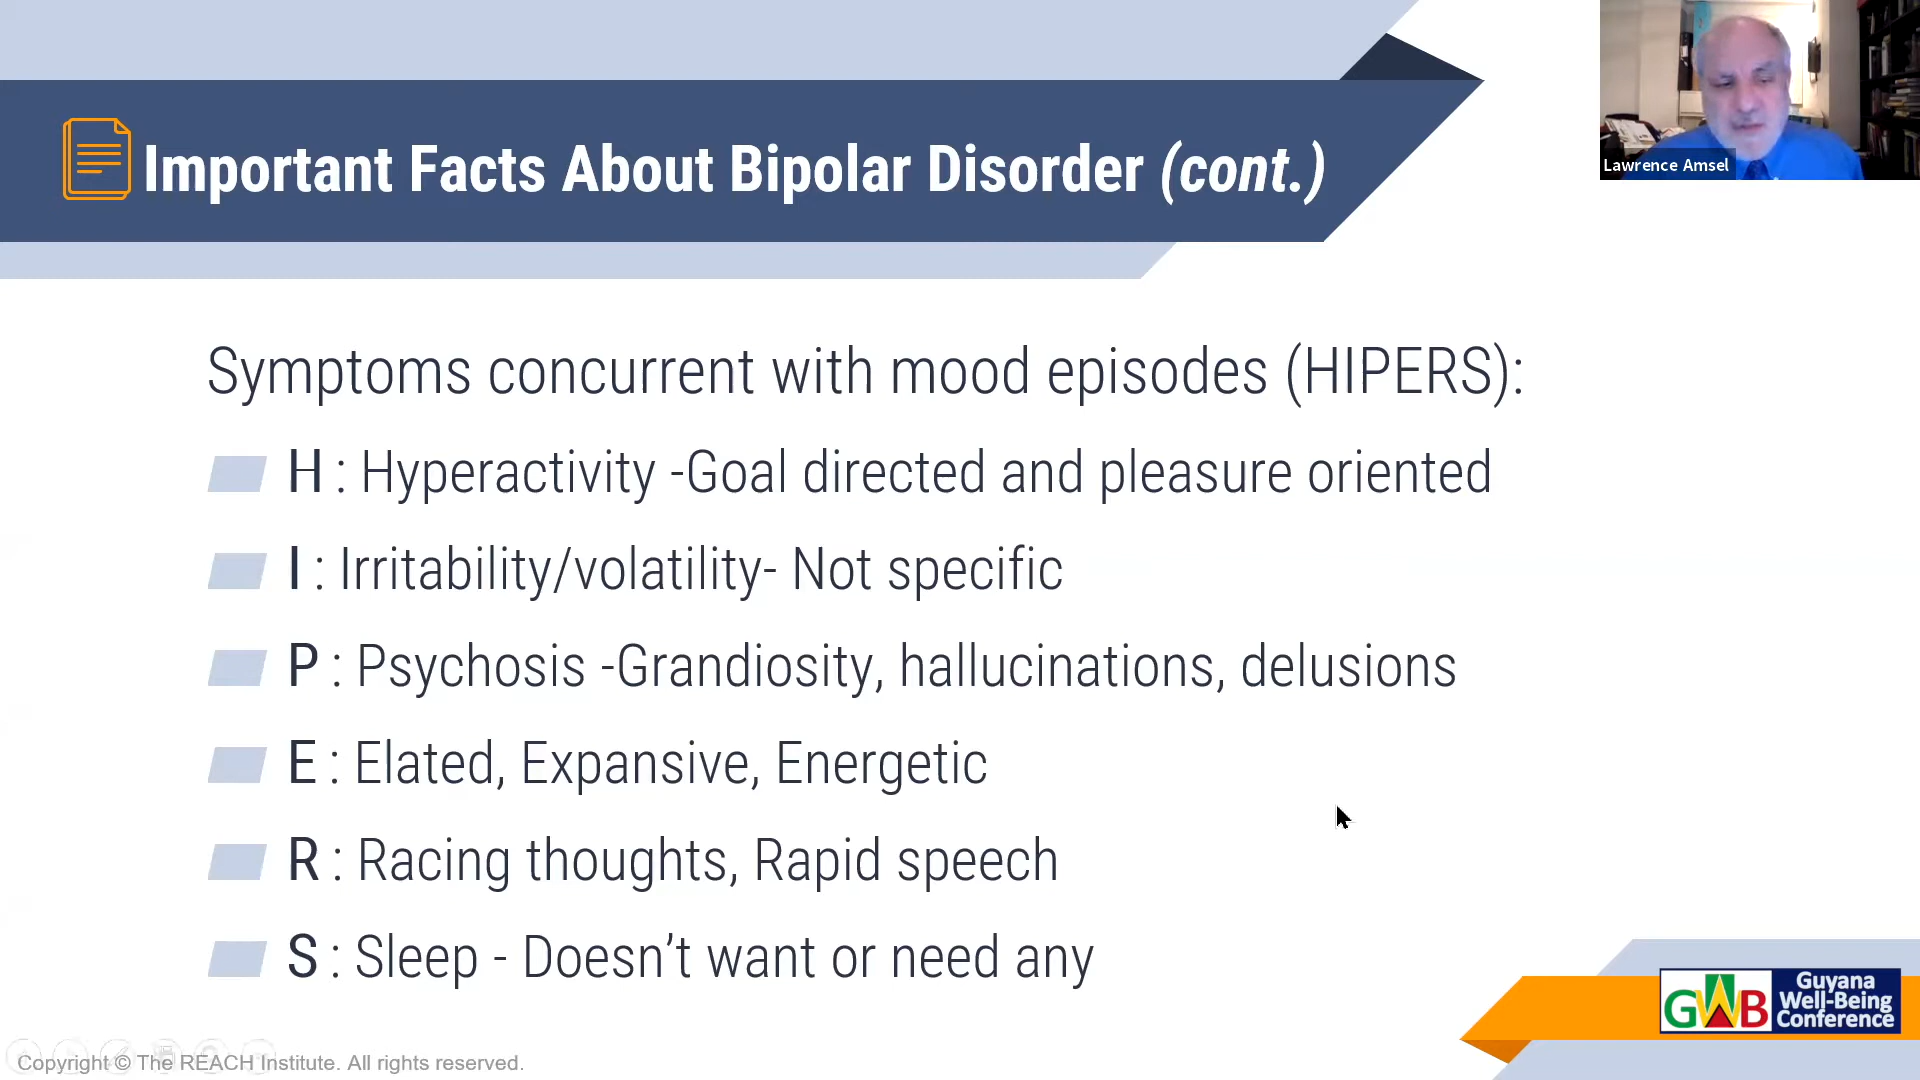 Important Facts About Bipolar Disorder (cont.)
Lawrence Amsel
Symptoms concurrent with mood episodes (HIPERS):
H : Hyperactivity -Goal directed and pleasure oriented
I : Irritability/volatility- Not specific
P : Psychosis -Grandiosity, hallucinations, delusions
E : Elated, Expansive, Energetic
R : Racing thoughts, Rapid speech
S : Sleep - Doesn’t want or need any
GWB
Guyana
Well-Being
Conference
Copyright © The REACH Institute. All rights reserved.